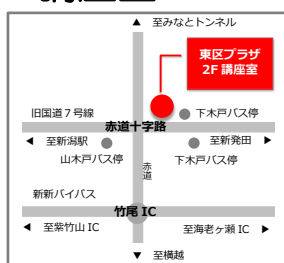 ▲ 至みなとトンネル
東区プラザ
2F 講座室
旧国道７号線
下木戸バス停
赤道十字路
◀ 至新潟駅
至新発田 ▶
山木戸バス停
下木戸バス停
赤道
新新バイパス
竹尾 IC
◀ 至紫竹山 IC
至海老ヶ瀬 IC ▶
▼ 至横越